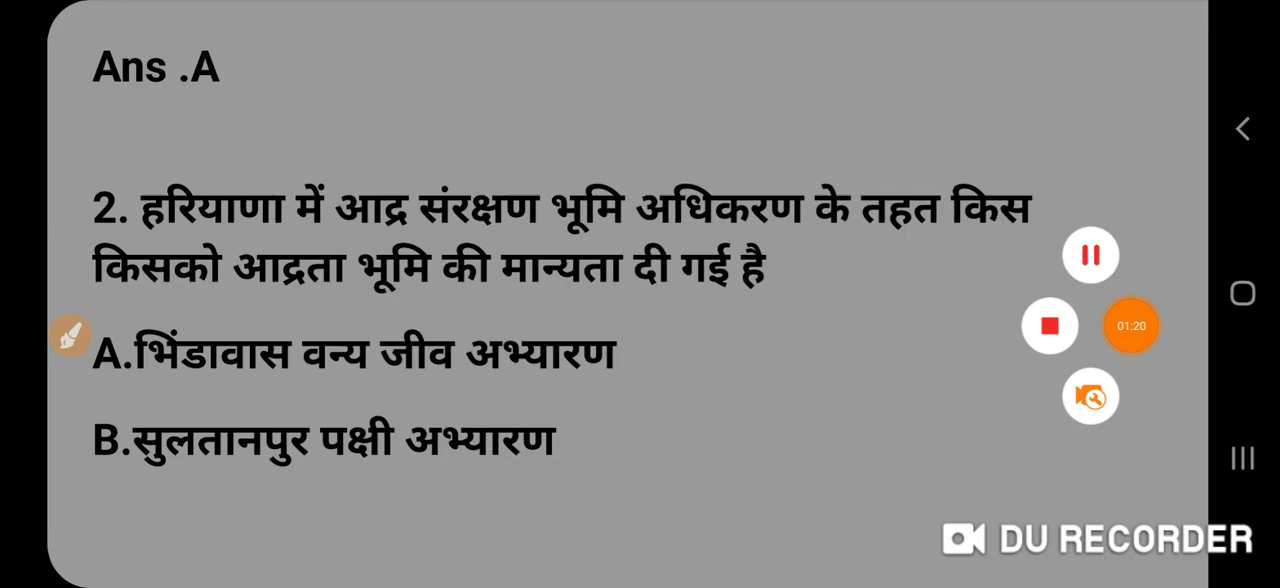 Ans .A
2. हरियाणा में आद्र संरक्षण भूमि अधिकरण के तहत किस
किसको आद्रता भूमि की मान्यता दी गई है
A.भिंडावास वन्य जीव अभ्यारण
01:20
B.सुलतानपुर पक्षी अभ्यारण
DU RECORDER